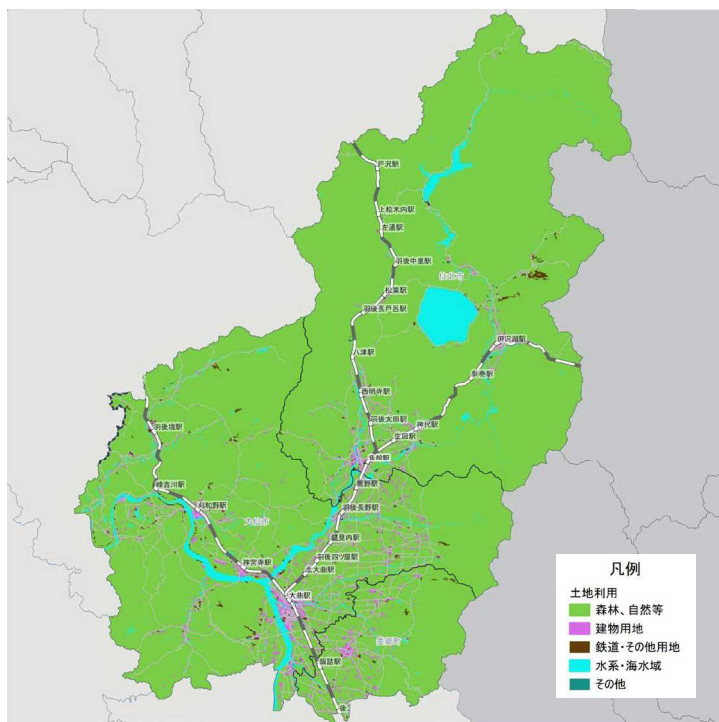 戸沢駅
上桧木内駅
左通駅
羽後中里駅
松葉駅
仙北市
羽後長戸呂駅
田沢湖駅
八津駅
刺巻駅
西明寺駅
羽後太田駅
神代駅
羽後境駅
生田駅
角館駅
鶯野駅
峰吉川駅
刈和野駅
羽後長野駅
大仙市
鑓見内駅
羽後四ツ屋駅
神宮寺駅
北大曲駅
大曲駅
美郷町
飯詰駅
後
凡例
土地利用
森林、自然等
建物用地
鉄道・その他用地
水系・海水域
その他